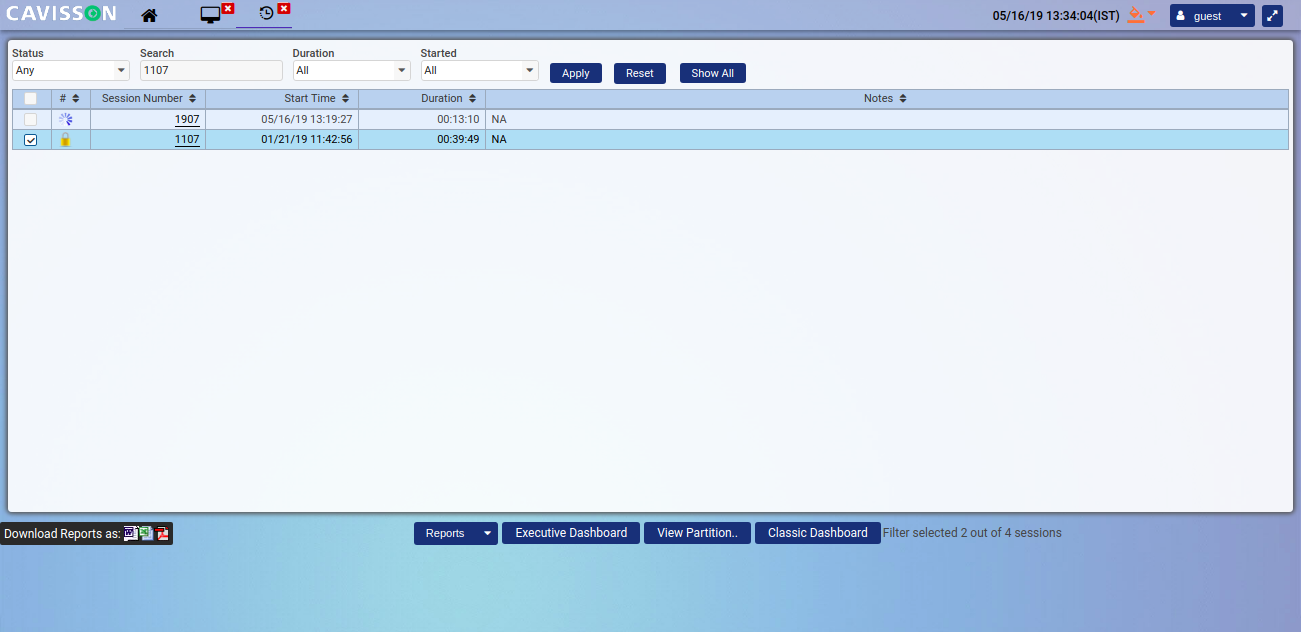 CAVISSON 05/16/19 13:34:04(IST) guest
Status Search Duration Started
Any 1107 All All Apply Reset Show All
# Session Number Start Time Duration Notes
1907 05/16/19 13:19:27 00:13:10 NA
1107 01/21/19 11:42:56 00:39:49 NA
Download Reports as: Reports Executive Dashboard View Partition.. Classic Dashboard Filter selected 2 out of 4 sessions